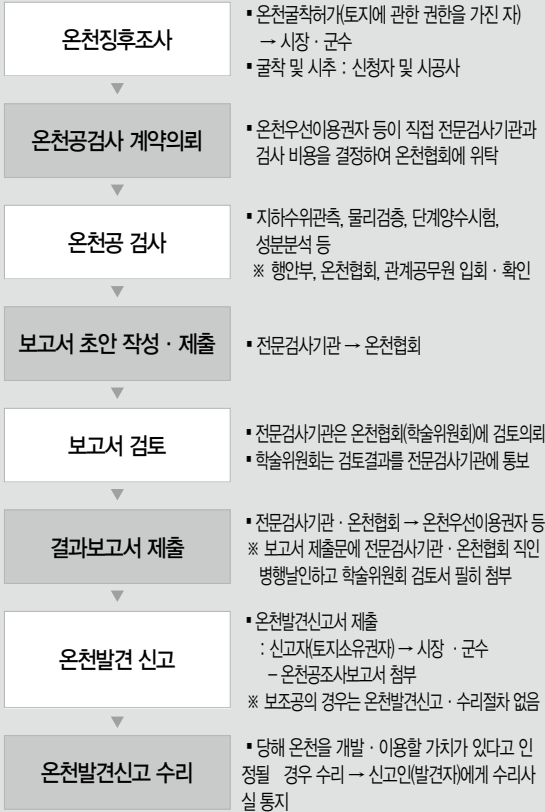 온천징후조사
▪ 온천굴착허가(토지에 관한 권한을 가진 자)
→ 시장 · 군수
▪ 굴착 및 시추 : 신청자 및 시공사
온천공검사 계약의뢰
▪ 온천우선이용권자 등이 직접 전문검사기관과
검사 비용을 결정하여 온천협회에 위탁
온천공 검사
▪ 지하수위관측, 물리검층, 단계양수시험,
성분분석 등
※ 행안부, 온천협회, 관계공무원 입회 · 확인
보고서 초안 작성 · 제출
▪ 전문검사기관 → 온천협회
보고서 검토
▪ 전문검사기관은 온천협회(학술위원회)에 검토의뢰
▪ 학술위원회는 검토결과를 전문검사기관에 통보
결과보고서 제출
▪ 전문검사기관 · 온천협회 → 온천우선이용권자 등
※ 보고서 제출문에 전문검사기관 · 온천협회 직인
병행날인하고 학술위원회 검토서 필히 첨부
온천발견 신고
▪ 온천발견신고서 제출
: 신고자(토지소유권자) → 시장 · 군수
– 온천공조사보고서 첨부
※ 보조공의 경우는 온천발견신고 · 수리절차 없음
온천발견신고 수리
▪ 당해 온천을 개발 · 이용할 가치가 있다고 인
정될 경우 수리 → 신고인(발견자)에게 수리사
실 통지